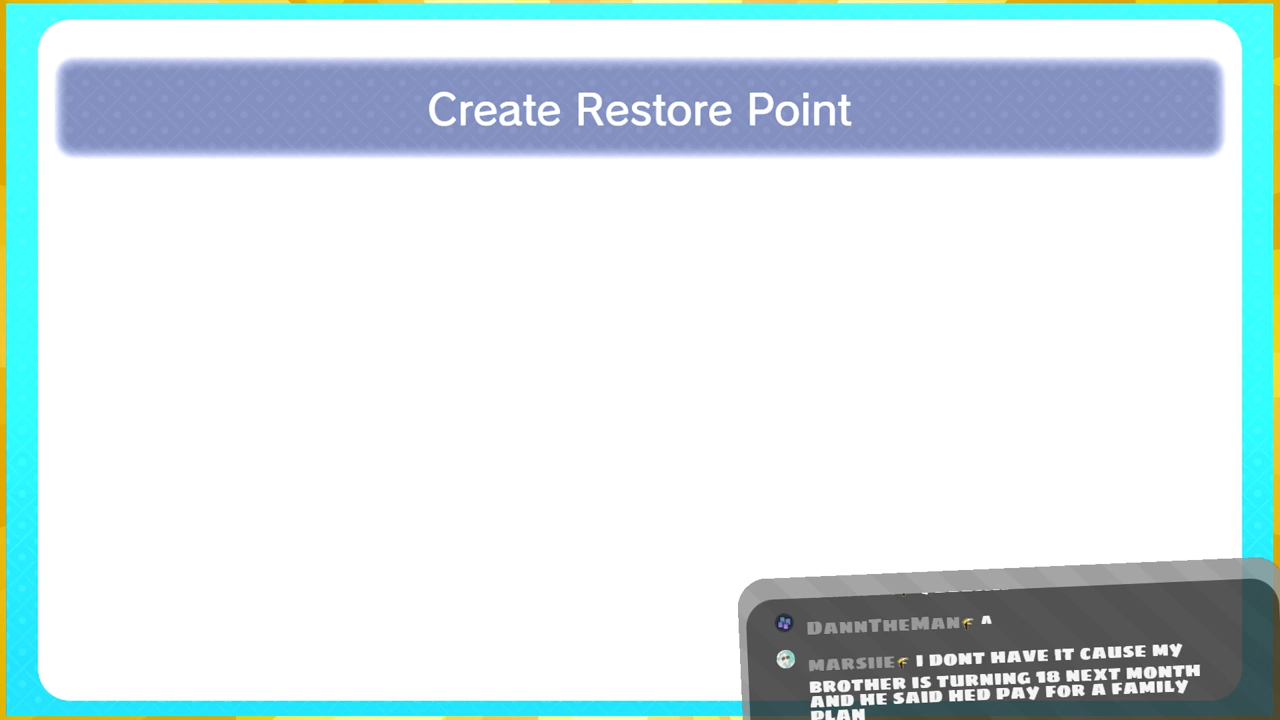 Create Restore Point
DANNTHEMAN A
MARSIIE I DONT HAVE IT CAUSE MY
BROTHER IS TURNING 18 NEXT MONTH
AND HE SAID HED PAY FOR A FAMILY
PLAN